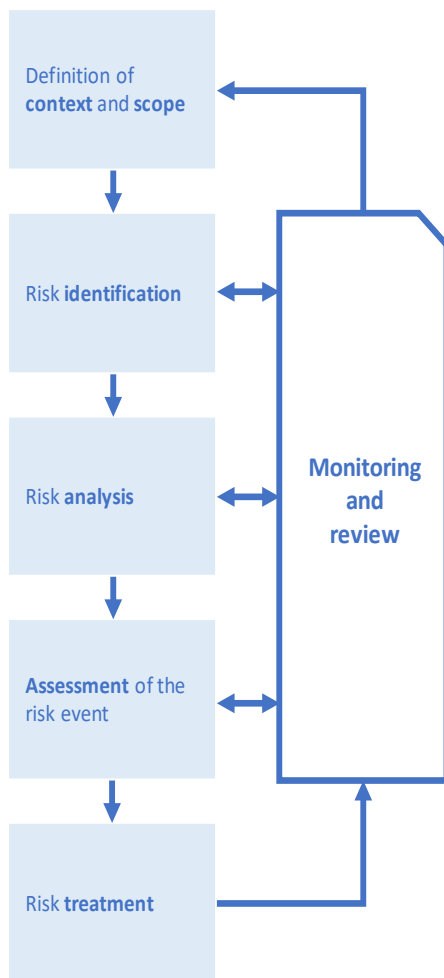 Definition of
context and scope
Risk identification
Risk analysis
Monitoring
and
review
Assessment of the
risk event
Risk treatment